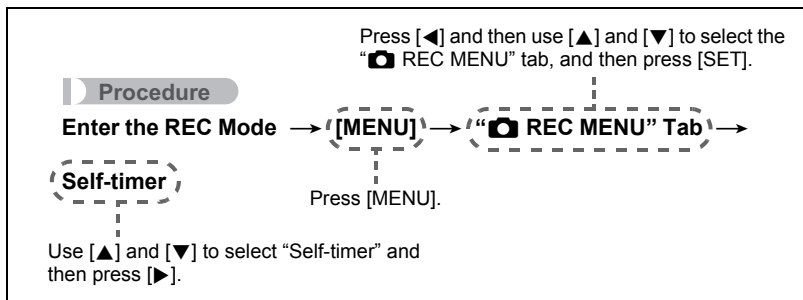 Press [◀] and then use [▲] and [▼] to select the
“📷 REC MENU” tab, and then press [SET].
Procedure
Enter the REC Mode → [MENU] → “📷 REC MENU” Tab →
Press [MENU].
Self-timer
Use [▲] and [▼] to select “Self-timer” and
then press [▶].